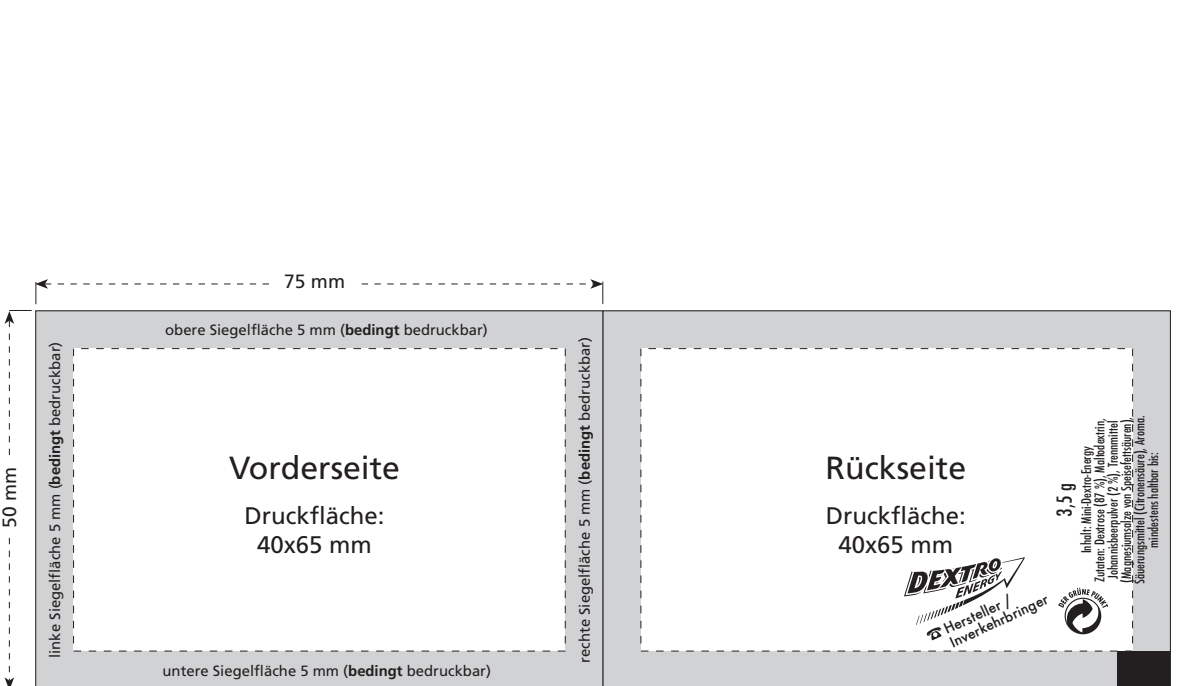 75 mm
50 mm
obere Siegelfläche 5 mm (bedingt bedruckbar)
linke Siegelfläche 5 mm (bedingt bedruckbar)
Vorderseite
Druckfläche:
40x65 mm
rechte Siegelfläche 5 mm (bedingt bedruckbar)
untere Siegelfläche 5 mm (bedingt bedruckbar)
Rückseite
Druckfläche:
40x65 mm
DEXTRO
ENERGY
☎ Hersteller /
Inverkehrbringer
DER GRÜNE PUNKT
3,5 g
Inhalt: Mini-Dextro-Energy
Zutaten: Dextrose (87 %), Maltodextrin,
Johannisbeerpulver (2 %), Trennmittel
(Magnesiumsalze von Speisefettsäuren),
Säuerungsmittel (Citronensäure), Aroma.
mindestens haltbar bis: